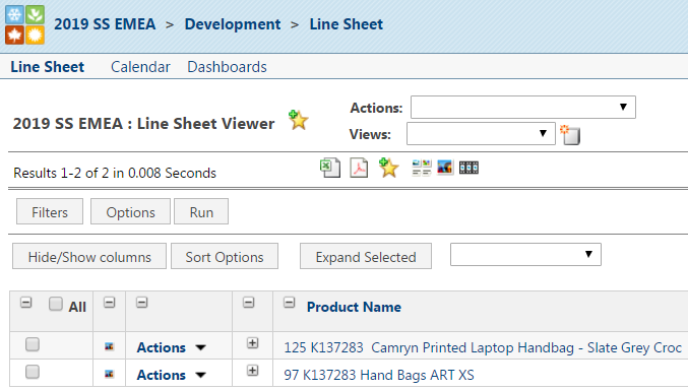 2019 SS EMEA > Development > Line Sheet
Line Sheet Calendar Dashboards
Actions:
2019 SS EMEA : Line Sheet Viewer
Views:
Results 1-2 of 2 in 0.008 Seconds
Filters Options Run
Hide/Show columns Sort Options Expand Selected
All Product Name
Actions 125 K137283 Camryn Printed Laptop Handbag - Slate Grey Croc
Actions 97 K137283 Hand Bags ART XS